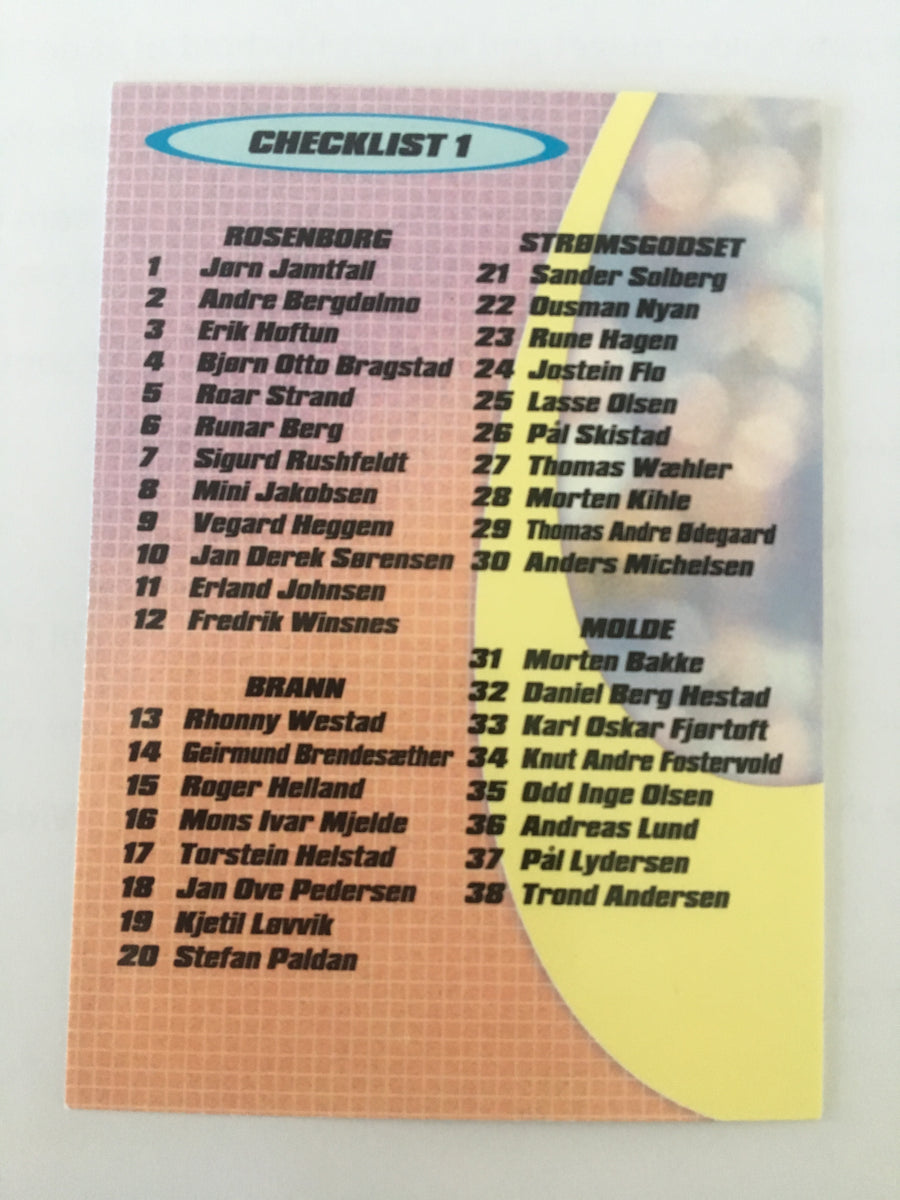 CHECKLIST 1
ROSENBORG
1 Jørn Jamtfall
2 Andre Bergdølmo
3 Erik Hoftun
4 Bjørn Otto Bragstad
5 Roar Strand
6 Runar Berg
7 Sigurd Rushfeldt
8 Mini Jakobsen
9 Vegard Heggem
10 Jan Derek Sørensen
11 Erland Johnsen
12 Fredrik Winsnes
BRANN
13 Rhonny Westad
14 Geirmund Brendesæther
15 Roger Helland
16 Mons Ivar Mjelde
17 Torstein Helstad
18 Jan Ove Pedersen
19 Kjetil Løvvik
20 Stefan Paldan
STRØMSGODSET
21 Sander Solberg
22 Ousman Nyan
23 Rune Hagen
24 Jostein Flo
25 Lasse Olsen
26 Pål Skistad
27 Thomas Wæhler
28 Morten Kihle
29 Thomas Andre Ødegaard
30 Anders Michelsen
MOLDE
31 Morten Bakke
32 Daniel Berg Hestad
33 Karl Oskar Fjørtoft
34 Knut Andre Fostervold
35 Odd Inge Olsen
36 Andreas Lund
37 Pål Lydersen
38 Trond Andersen